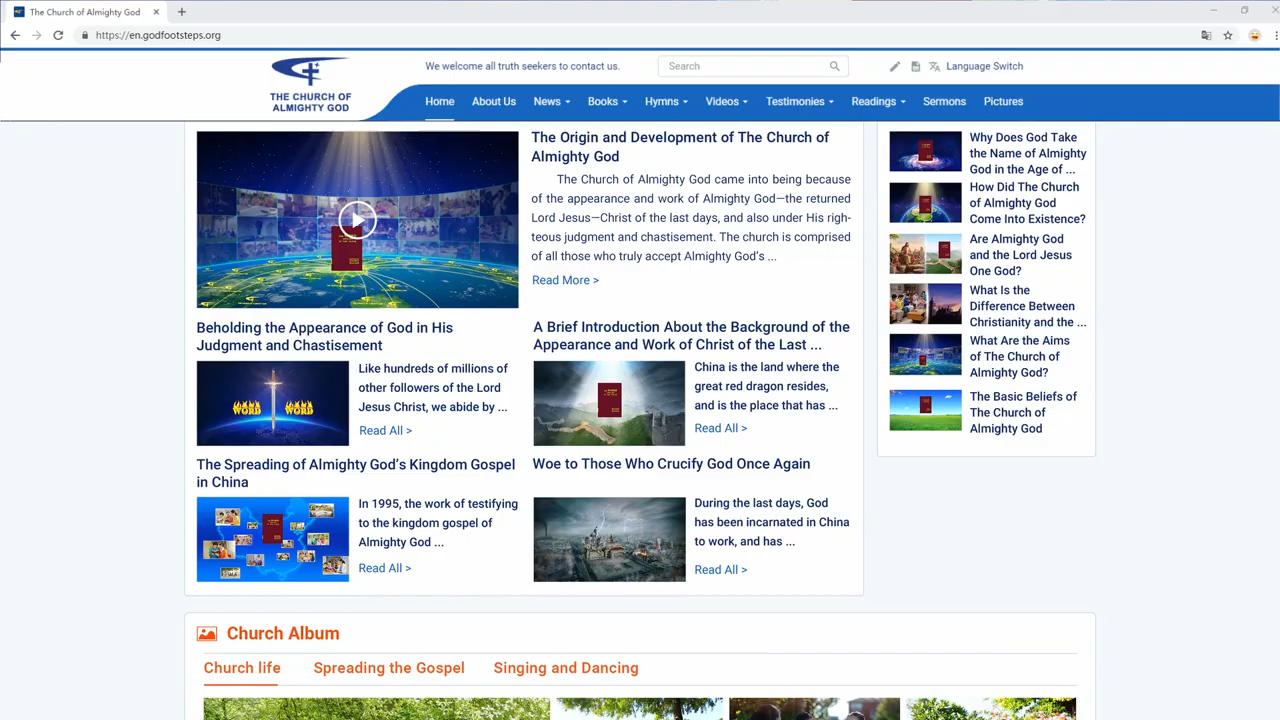 The Church of Almighty God
https://en.godfootsteps.org
THE CHURCH OF
ALMIGHTY GOD
We welcome all truth seekers to contact us.
Search
Language Switch
Home
About Us
News
Books
Hymns
Videos
Testimonies
Readings
Sermons
Pictures
The Origin and Development of The Church of
Almighty God
The Church of Almighty God came into being because
of the appearance and work of Almighty God—the returned
Lord Jesus—Christ of the last days, and also under His righ-
teous judgment and chastisement. The church is comprised
of all those who truly accept Almighty God's ...
Read More >
Beholding the Appearance of God in His
Judgment and Chastisement
WORD WORD
Like hundreds of millions of
other followers of the Lord
Jesus Christ, we abide by ...
Read All >
A Brief Introduction About the Background of the
Appearance and Work of Christ of the Last ...
China is the land where the
great red dragon resides,
and is the place that has ...
Read All >
The Spreading of Almighty God's Kingdom Gospel
in China
In 1995, the work of testifying
to the kingdom gospel of
Almighty God ...
Read All >
Woe to Those Who Crucify God Once Again
During the last days, God
has been incarnated in China
to work, and has ...
Read All >
Why Does God Take
the Name of Almighty
God in the Age of ...
How Did The Church
of Almighty God
Come Into Existence?
Are Almighty God
and the Lord Jesus
One God?
What Is the
Difference Between
Christianity and the ...
What Are the Aims
of The Church of
Almighty God?
The Basic Beliefs of
The Church of
Almighty God
Church Album
Church life
Spreading the Gospel
Singing and Dancing